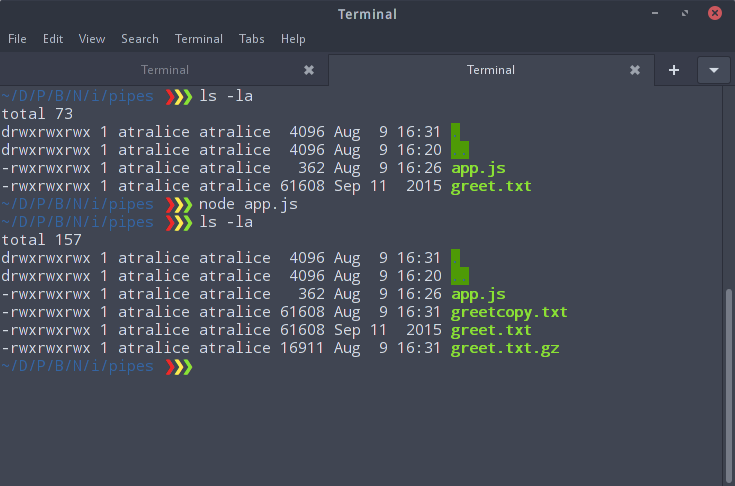 Terminal
File Edit View Search Terminal Tabs Help
Terminal Terminal
~/D/P/B/N/i/pipes ❯❯❯ ls -la
total 73
drwxrwxrwx 1 atralice atralice  4096 Aug  9 16:31 .
drwxrwxrwx 1 atralice atralice  4096 Aug  9 16:20 ..
-rwxrwxrwx 1 atralice atralice   362 Aug  9 16:26 app.js
-rwxrwxrwx 1 atralice atralice 61608 Sep 11  2015 greet.txt
~/D/P/B/N/i/pipes ❯❯❯ node app.js
~/D/P/B/N/i/pipes ❯❯❯ ls -la
total 157
drwxrwxrwx 1 atralice atralice  4096 Aug  9 16:31 .
drwxrwxrwx 1 atralice atralice  4096 Aug  9 16:20 ..
-rwxrwxrwx 1 atralice atralice   362 Aug  9 16:26 app.js
-rwxrwxrwx 1 atralice atralice 61608 Aug  9 16:31 greetcopy.txt
-rwxrwxrwx 1 atralice atralice 61608 Sep 11  2015 greet.txt
-rwxrwxrwx 1 atralice atralice 16911 Aug  9 16:31 greet.txt.gz
~/D/P/B/N/i/pipes ❯❯❯